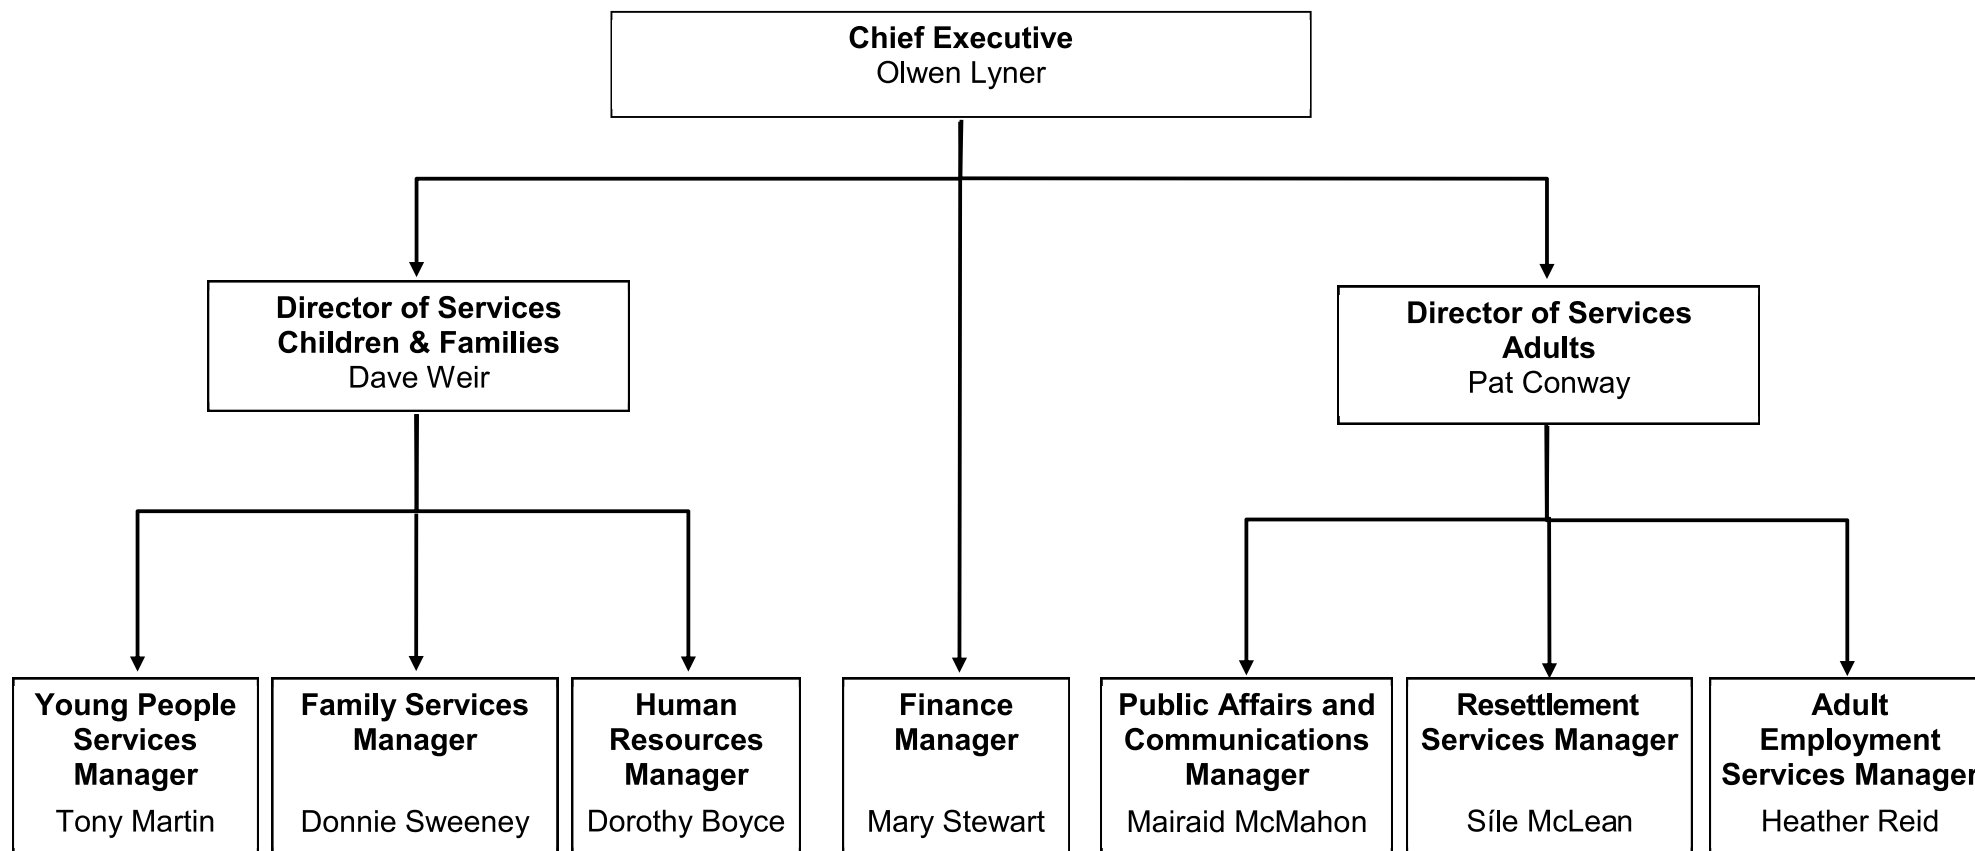 Chief Executive
Olwen Lyner
Director of Services
Children & Families
Dave Weir
Director of Services
Adults
Pat Conway
Young People
Services
Manager
Tony Martin
Family Services
Manager
Donnie Sweeney
Human
Resources
Manager
Dorothy Boyce
Finance
Manager
Mary Stewart
Public Affairs and
Communications
Manager
Mairaid McMahon
Resettlement
Services Manager
Síle McLean
Adult
Employment
Services Manager
Heather Reid